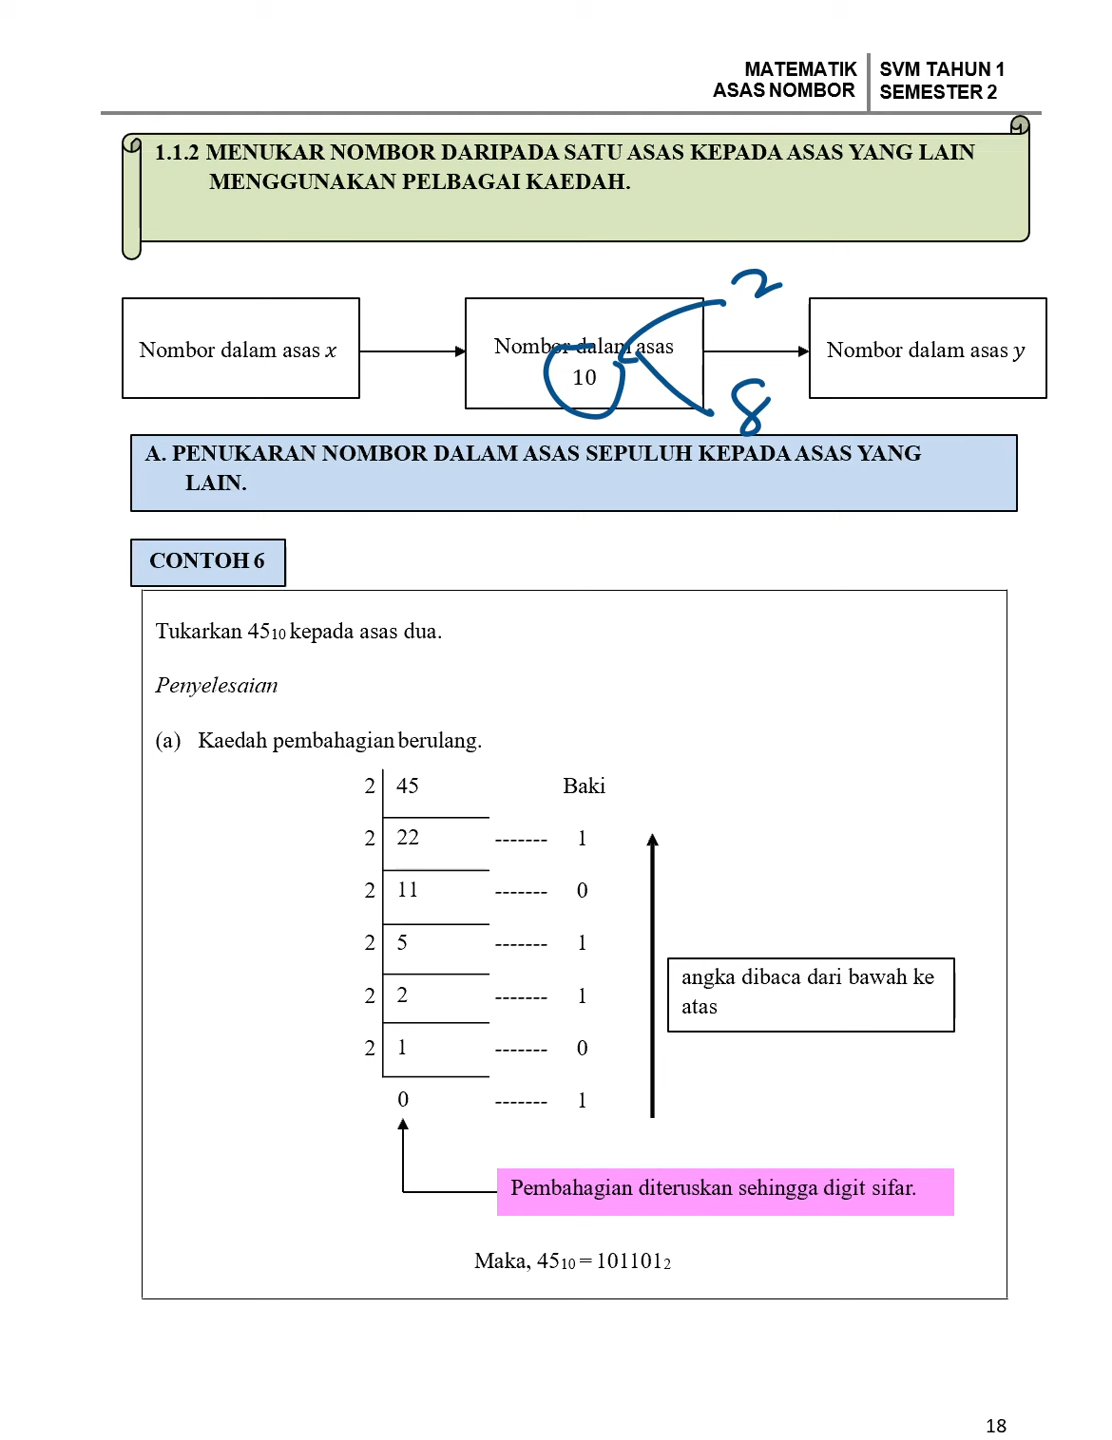 MATEMATIK
ASAS NOMBOR
SVM TAHUN 1
SEMESTER 2
1.1.2 MENUKAR NOMBOR DARIPADA SATU ASAS KEPADA ASAS YANG LAIN
MENGGUNAKAN PELBAGAI KAEDAH.
2
Nombor dalam asas x
Nombor dalam asas
10
Nombor dalam asas y
8
A. PENUKARAN NOMBOR DALAM ASAS SEPULUH KEPADA ASAS YANG
LAIN.
CONTOH 6
Tukarkan 45₁₀ kepada asas dua.
Penyelesaian
(a) Kaedah pembahagian berulang.
2 45 Baki
2 22 ------- 1
2 11 ------- 0
2 5 ------- 1
2 2 ------- 1
2 1 ------- 0
0 ------- 1
angka dibaca dari bawah ke
atas
Pembahagian diteruskan sehingga digit sifar.
Maka, 45₁₀ = 101101₂
18